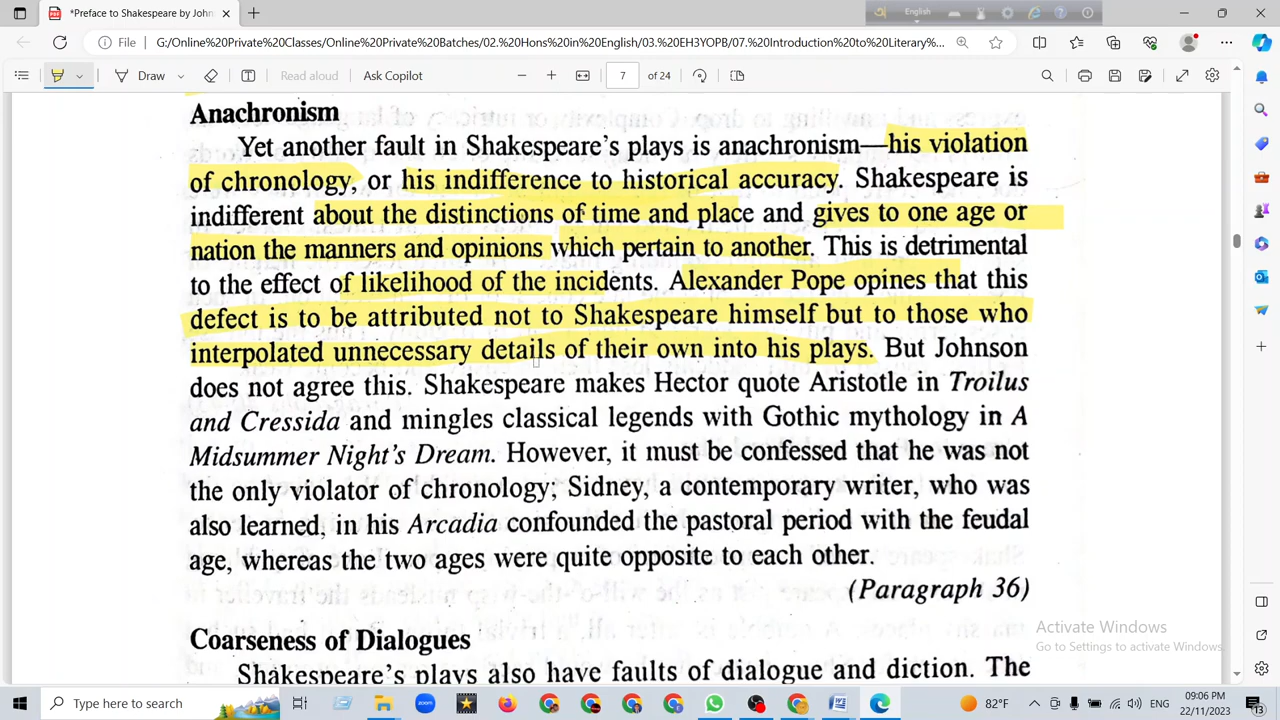 *Preface to Shakespeare by John
English
File
G:/Online%20Private%20Classes/Online%20Private%20Batches/02.%20Hons%20in%20English/03.%20EH3YOPB/07.%20Introduction%20to%20Literary%...
Draw
Read aloud
Ask Copilot
7
of 24
Anachronism
Yet another fault in Shakespeare's plays is anachronism—his violation
of chronology, or his indifference to historical accuracy. Shakespeare is
indifferent about the distinctions of time and place and gives to one age or
nation the manners and opinions which pertain to another. This is detrimental
to the effect of likelihood of the incidents. Alexander Pope opines that this
defect is to be attributed not to Shakespeare himself but to those who
interpolated unnecessary details of their own into his plays. But Johnson
does not agree this. Shakespeare makes Hector quote Aristotle in Troilus
and Cressida and mingles classical legends with Gothic mythology in A
Midsummer Night's Dream. However, it must be confessed that he was not
the only violator of chronology; Sidney, a contemporary writer, who was
also learned, in his Arcadia confounded the pastoral period with the feudal
age, whereas the two ages were quite opposite to each other.
(Paragraph 36)
Coarseness of Dialogues
Shakespeare's plays also have faults of dialogue and diction. The
Activate Windows
Go to Settings to activate Windows.
Type here to search
zoom
82°F
ENG
09:06 PM
22/11/2023
13